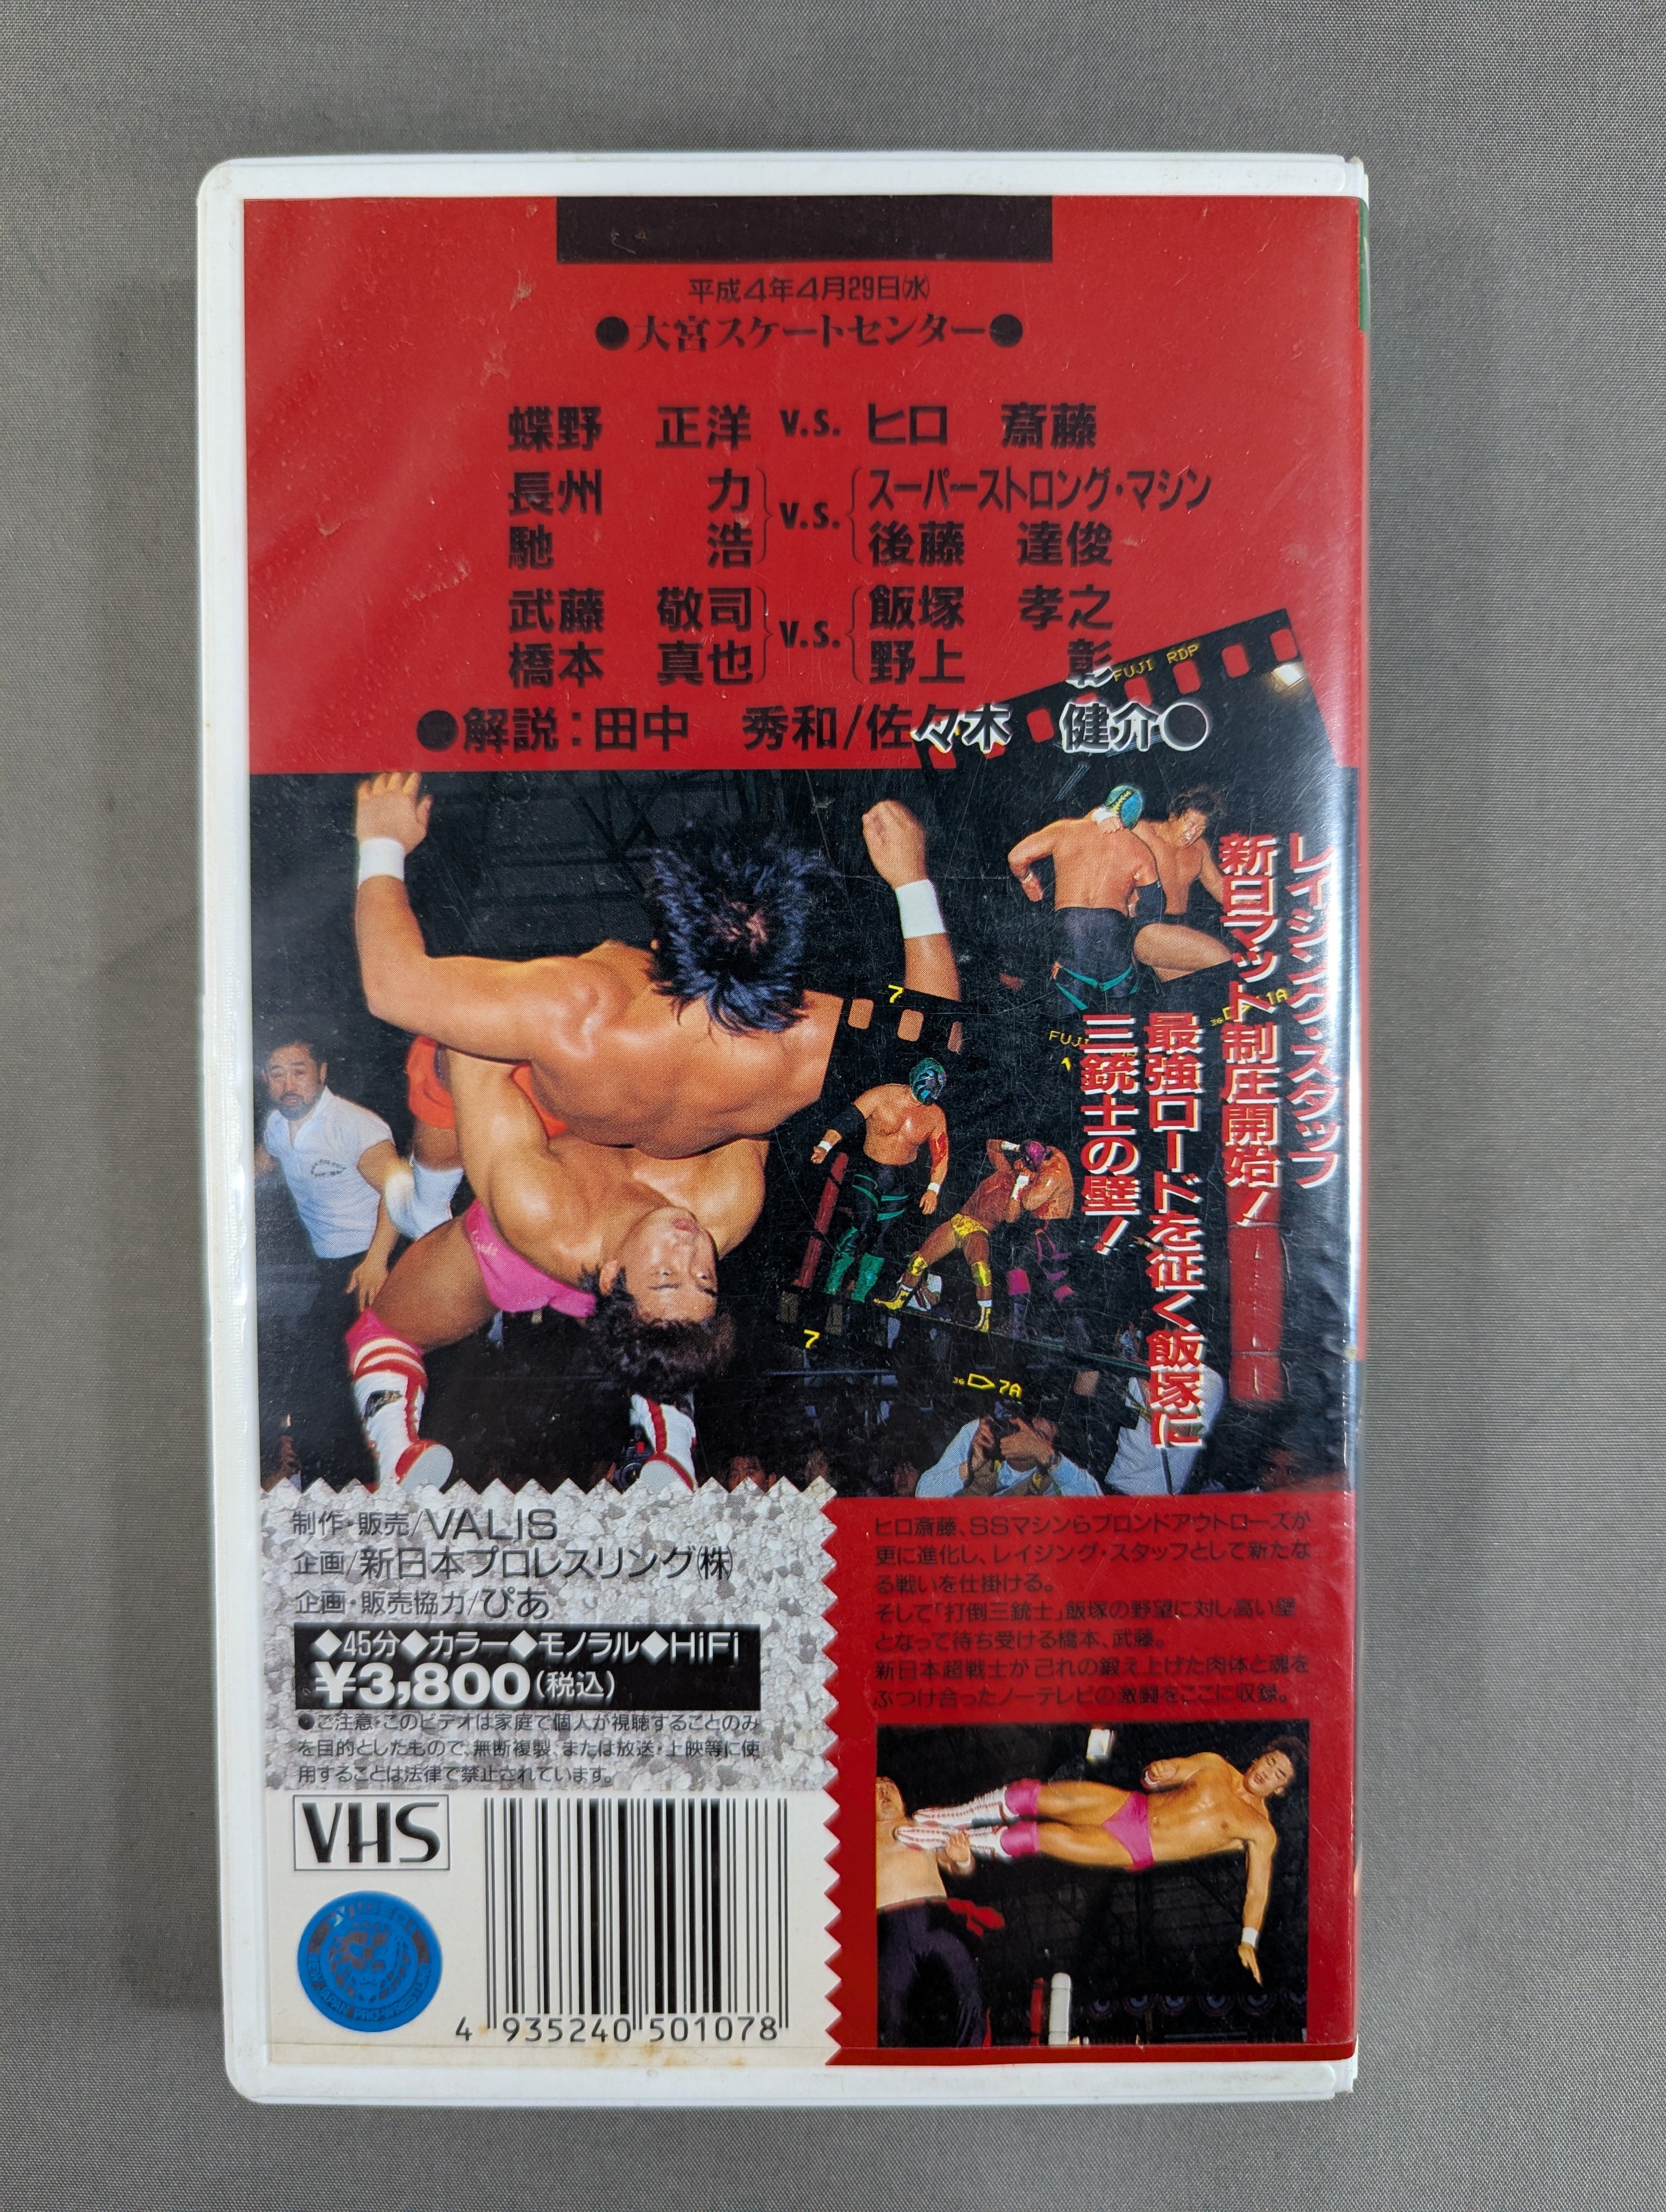 平成4年4月29日㈬
●大宮スケートセンター●
蝶野 正洋 v.s. ヒロ 斎藤
長州 力 v.s. スーパーストロング・マシン
馳 浩 後藤 達俊
武藤 敬司 v.s. 飯塚 孝之
橋本 真也 野上 彰
●解説：田中 秀和/佐々木 健介●
FUJI RDP
レイジング・スタッフ
新日マット制圧開始！
最強ロードを征く飯塚に
三銃士の壁！
7
7
▷7A
制作・販売/VALIS
企画/新日本プロレスリング㈱
企画・販売協力/ぴあ
◆45分◆カラー◆モノラル◆HiFi
¥3,800(税込)
●ご注意・このビデオは家庭で個人が視聴することのみ
を目的としたもので、無断複製、または放送・上映等に使
用することは法律で禁止されています。
VHS
4 935240 501078
ヒロ斎藤、SSマシンらブロンドアウトローズが
更に進化し、レイジング・スタッフとして新たな
る戦いを仕掛ける。
そして「打倒三銃士」飯塚の野望に対し高い壁
となって待ち受ける橋本、武藤。
新日本超戦士が己れの鍛え上げた肉体と魂を
ぶつけ合ったノーテレビの激闘をここに収録。